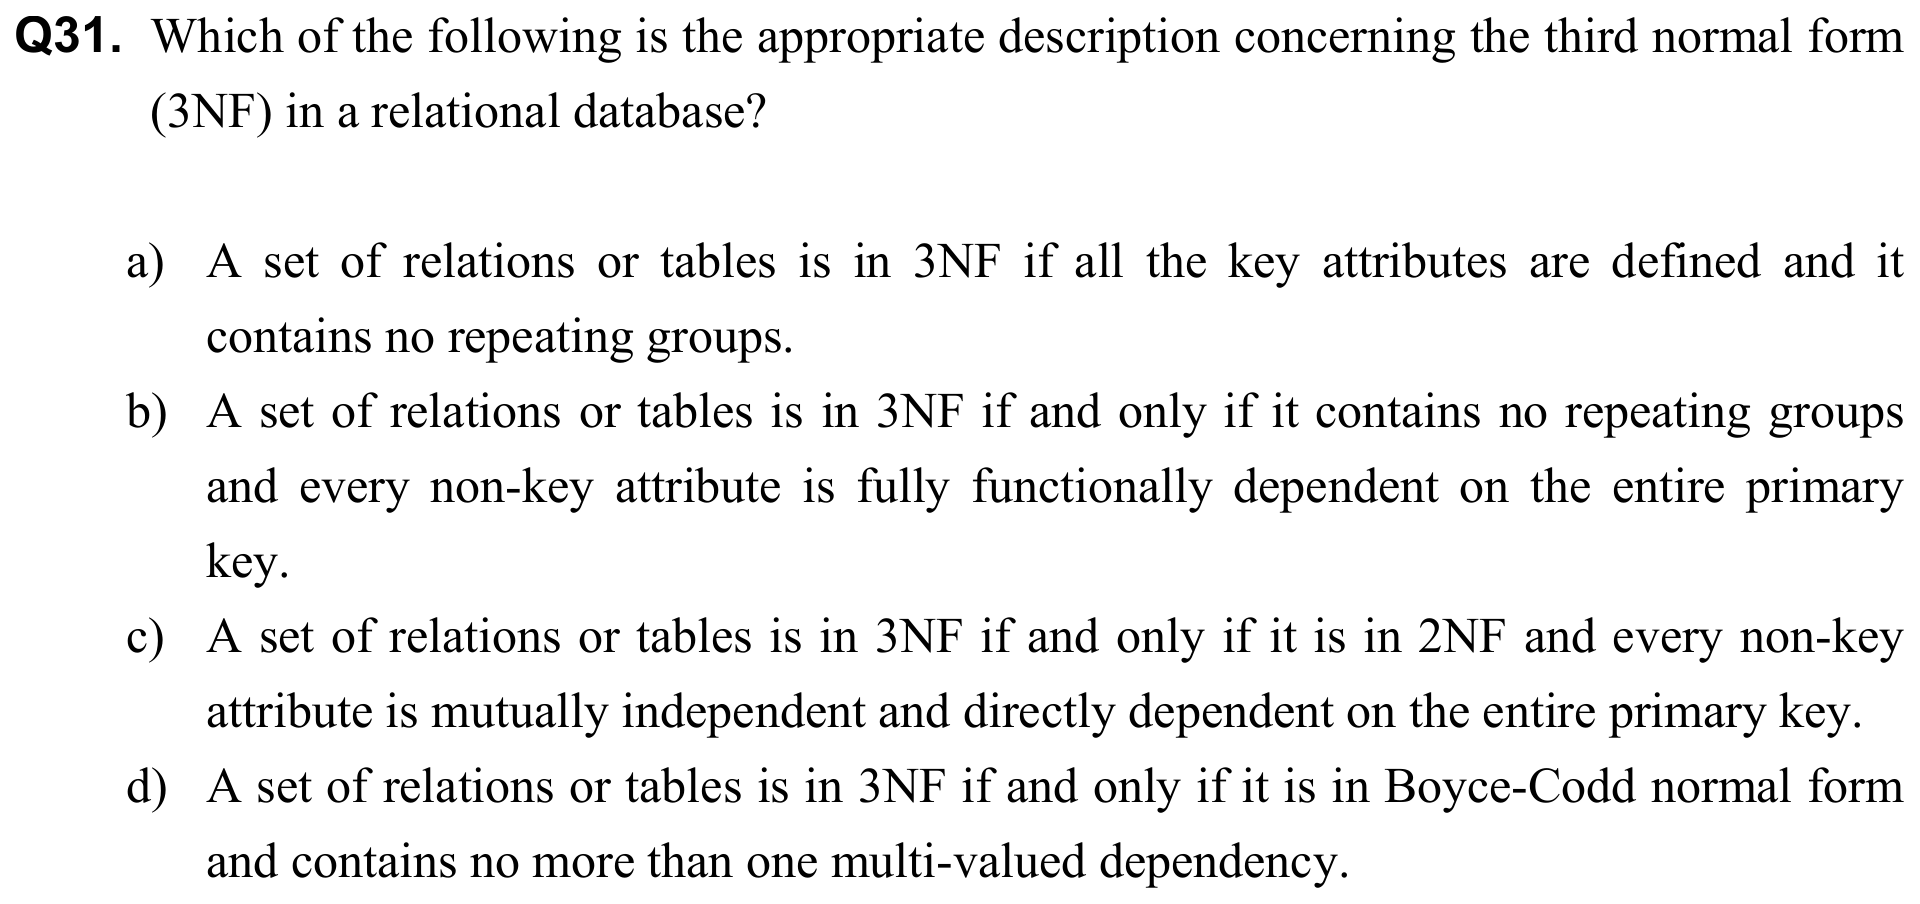 Q31. Which of the following is the appropriate description concerning the third normal form
(3NF) in a relational database?
a) A set of relations or tables is in 3NF if all the key attributes are defined and it
contains no repeating groups.
b) A set of relations or tables is in 3NF if and only if it contains no repeating groups
and every non-key attribute is fully functionally dependent on the entire primary
key.
c) A set of relations or tables is in 3NF if and only if it is in 2NF and every non-key
attribute is mutually independent and directly dependent on the entire primary key.
d) A set of relations or tables is in 3NF if and only if it is in Boyce-Codd normal form
and contains no more than one multi-valued dependency.